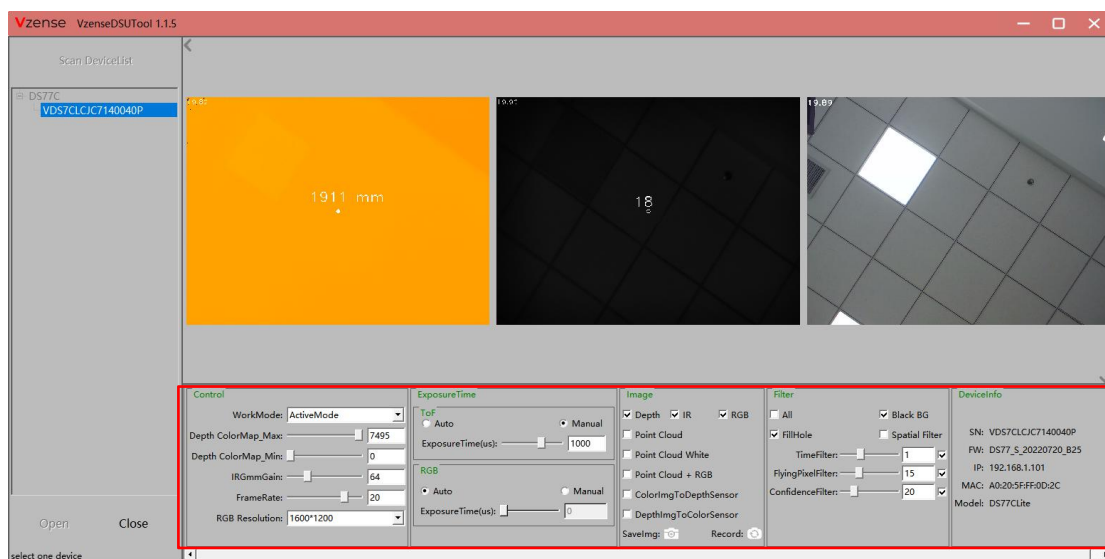 Vzense VzenseDSUTool 1.1.5
Scan DeviceList
DS77C
VDS7CLCJC7140040P
Open Close
select one device
1911 mm
18
19.89
Control
WorkMode: ActiveMode
Depth ColorMap_Max: 7495
Depth ColorMap_Min: 0
IRGmmGain: 64
FrameRate: 20
RGB Resolution: 1600*1200
ExposureTime
ToF
Auto Manual
ExposureTime(us): 1000
RGB
Auto Manual
ExposureTime(us): 0
Image
Depth IR RGB
Point Cloud
Point Cloud White
Point Cloud + RGB
ColorImgToDepthSensor
DepthImgToColorSensor
SaveImg: Record:
Filter
All Black BG
FillHole Spatial Filter
TimeFilter: 1
FlyingPixelFilter: 15
ConfidenceFilter: 20
DeviceInfo
SN: VDS7CLCJC7140040P
FW: DS77_S_20220720_B25
IP: 192.168.1.101
MAC: A0:20:5F:FF:0D:2C
Model: DS77CLite